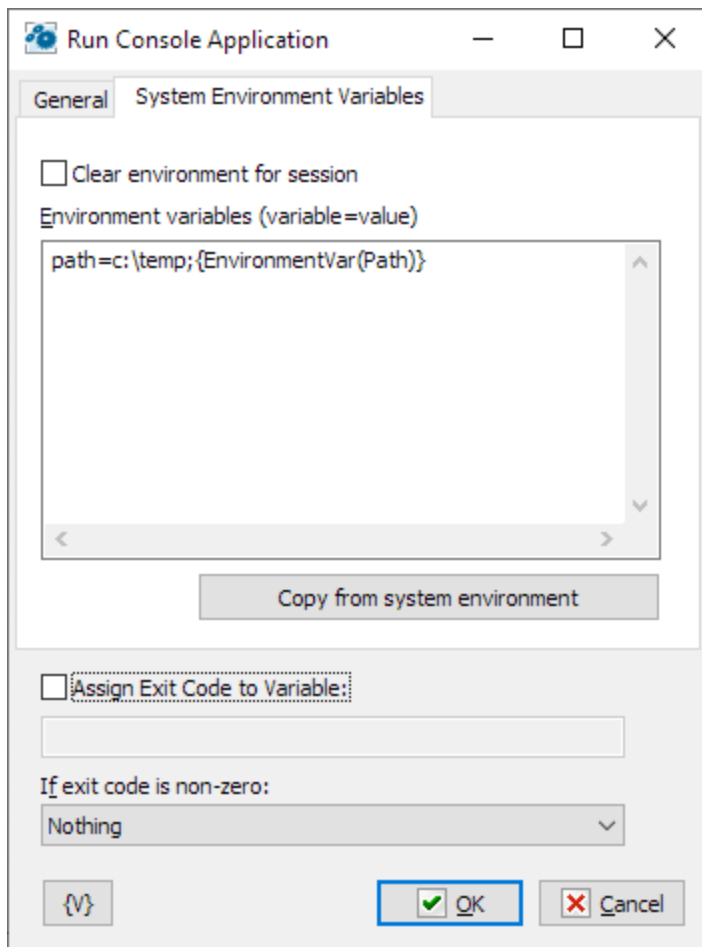 Run Console Application
General
System Environment Variables
Clear environment for session
Environment variables (variable=value)
path=c:\temp;{EnvironmentVar(Path)}
Copy from system environment
Assign Exit Code to Variable:
If exit code is non-zero:
Nothing
{V}
OK
Cancel